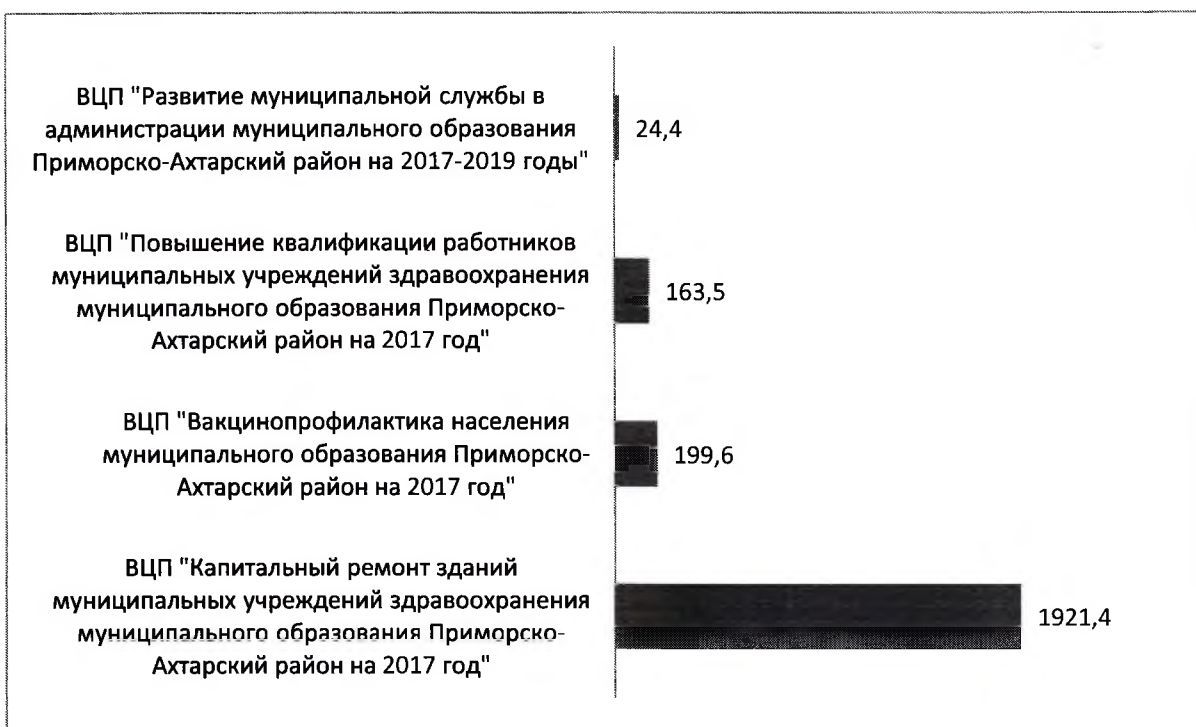 ВЦП "Развитие муниципальной службы в
администрации муниципального образования
Приморско-Ахтарский район на 2017-2019 годы"
24,4
ВЦП "Повышение квалификации работников
муниципальных учреждений здравоохранения
муниципального образования Приморско-
Ахтарский район на 2017 год"
163,5
ВЦП "Вакцинопрофилактика населения
муниципального образования Приморско-
Ахтарский район на 2017 год"
199,6
ВЦП "Капитальный ремонт зданий
муниципальных учреждений здравоохранения
муниципального образования Приморско-
Ахтарский район на 2017 год"
1921,4